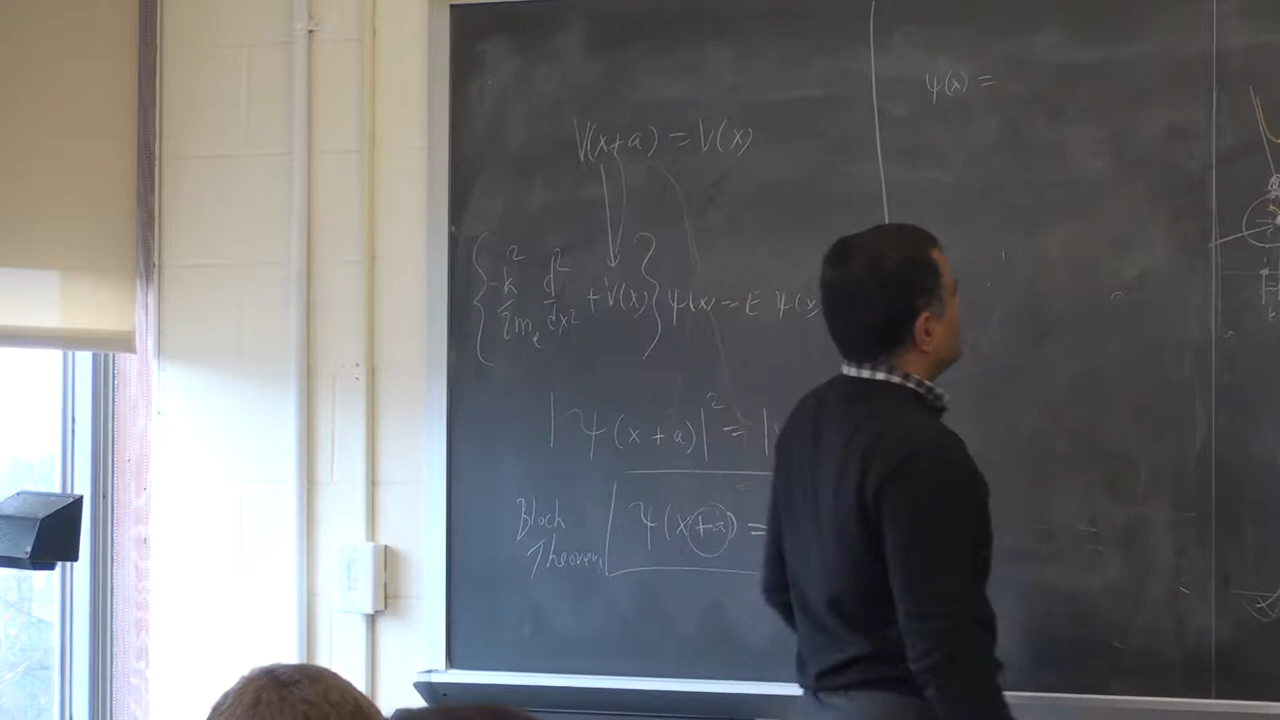 V(x+a) = V(x)
{ -ħ² / 2mₑ d² / dx² + V(x) } ψ(x) = E ψ(x)
|ψ(x+a)|² = |
Bloch Theorem ψ(x+a) =
ψ(x) =